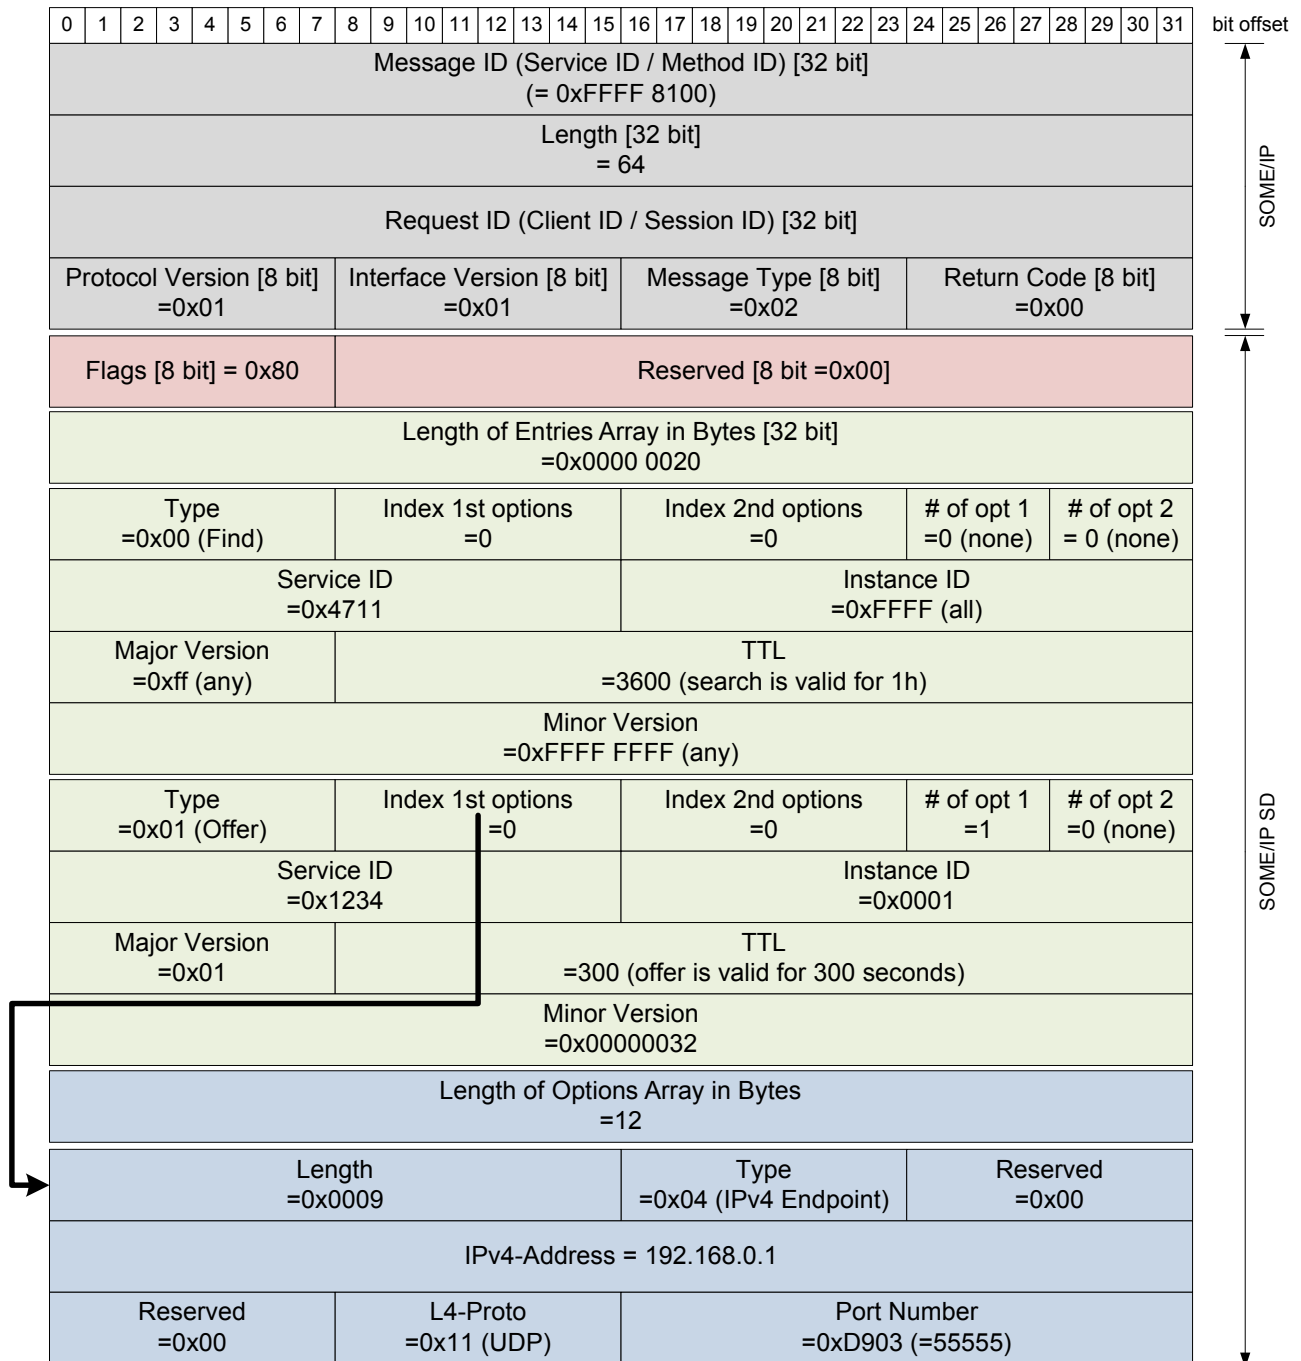 0 1 2 3 4 5 6 7 8 9 10 11 12 13 14 15 16 17 18 19 20 21 22 23 24 25 26 27 28 29 30 31 bit offset
Message ID (Service ID / Method ID) [32 bit]
(= 0xFFFF 8100)
Length [32 bit]
= 64
Request ID (Client ID / Session ID) [32 bit]
Protocol Version [8 bit] Interface Version [8 bit] Message Type [8 bit] Return Code [8 bit]
=0x01 =0x01 =0x02 =0x00
SOME/IP
Flags [8 bit] = 0x80 Reserved [8 bit =0x00]
Length of Entries Array in Bytes [32 bit]
=0x0000 0020
Type Index 1st options Index 2nd options # of opt 1 # of opt 2
=0x00 (Find) =0 =0 =0 (none) = 0 (none)
Service ID Instance ID
=0x4711 =0xFFFF (all)
Major Version TTL
=0xff (any) =3600 (search is valid for 1h)
Minor Version
=0xFFFF FFFF (any)
Type Index 1st options Index 2nd options # of opt 1 # of opt 2
=0x01 (Offer) =0 =0 =1 =0 (none)
Service ID Instance ID
=0x1234 =0x0001
Major Version TTL
=0x01 =300 (offer is valid for 300 seconds)
Minor Version
=0x00000032
Length of Options Array in Bytes
=12
Length Type Reserved
=0x0009 =0x04 (IPv4 Endpoint) =0x00
IPv4-Address = 192.168.0.1
Reserved L4-Proto Port Number
=0x00 =0x11 (UDP) =0xD903 (=55555)
SOME/IP SD